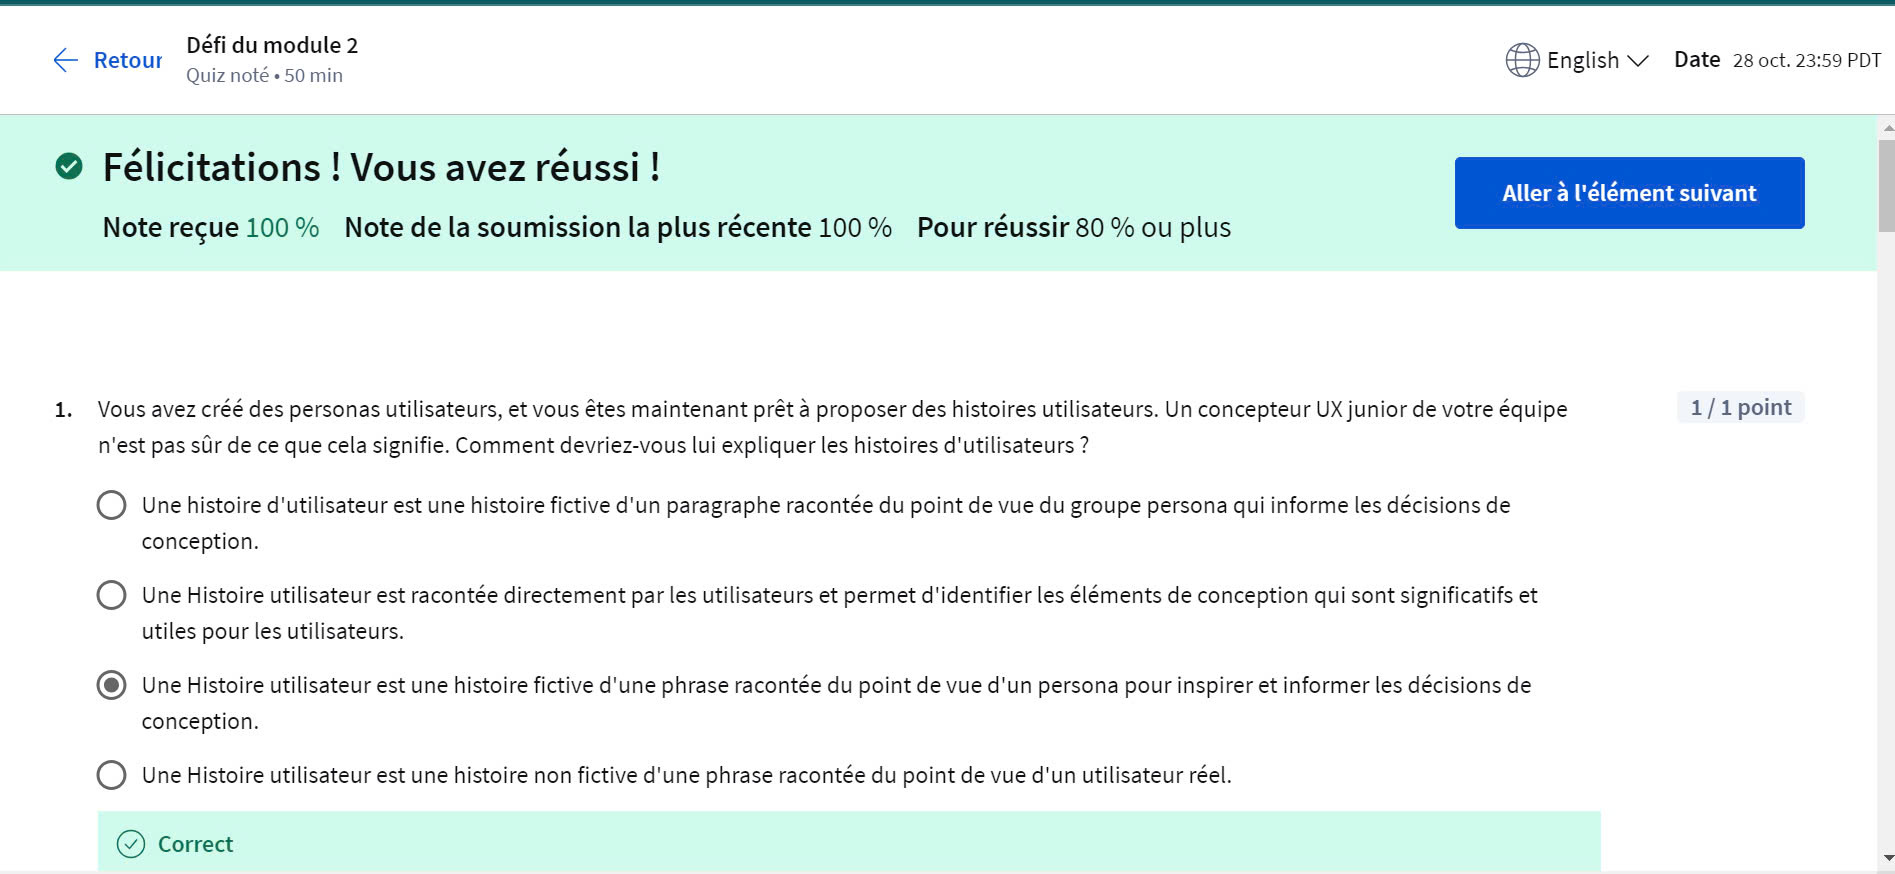 Retour
Défi du module 2
Quiz noté • 50 min
English
Date 28 oct. 23:59 PDT
Félicitations ! Vous avez réussi !
Note reçue 100 % Note de la soumission la plus récente 100 % Pour réussir 80 % ou plus
Aller à l'élément suivant
1. Vous avez créé des personas utilisateurs, et vous êtes maintenant prêt à proposer des histoires utilisateurs. Un concepteur UX junior de votre équipe
n'est pas sûr de ce que cela signifie. Comment devriez-vous lui expliquer les histoires d'utilisateurs ?
1 / 1 point
Une histoire d'utilisateur est une histoire fictive d'un paragraphe racontée du point de vue du groupe persona qui informe les décisions de
conception.
Une Histoire utilisateur est racontée directement par les utilisateurs et permet d'identifier les éléments de conception qui sont significatifs et
utiles pour les utilisateurs.
Une Histoire utilisateur est une histoire fictive d'une phrase racontée du point de vue d'un persona pour inspirer et informer les décisions de
conception.
Une Histoire utilisateur est une histoire non fictive d'une phrase racontée du point de vue d'un utilisateur réel.
Correct